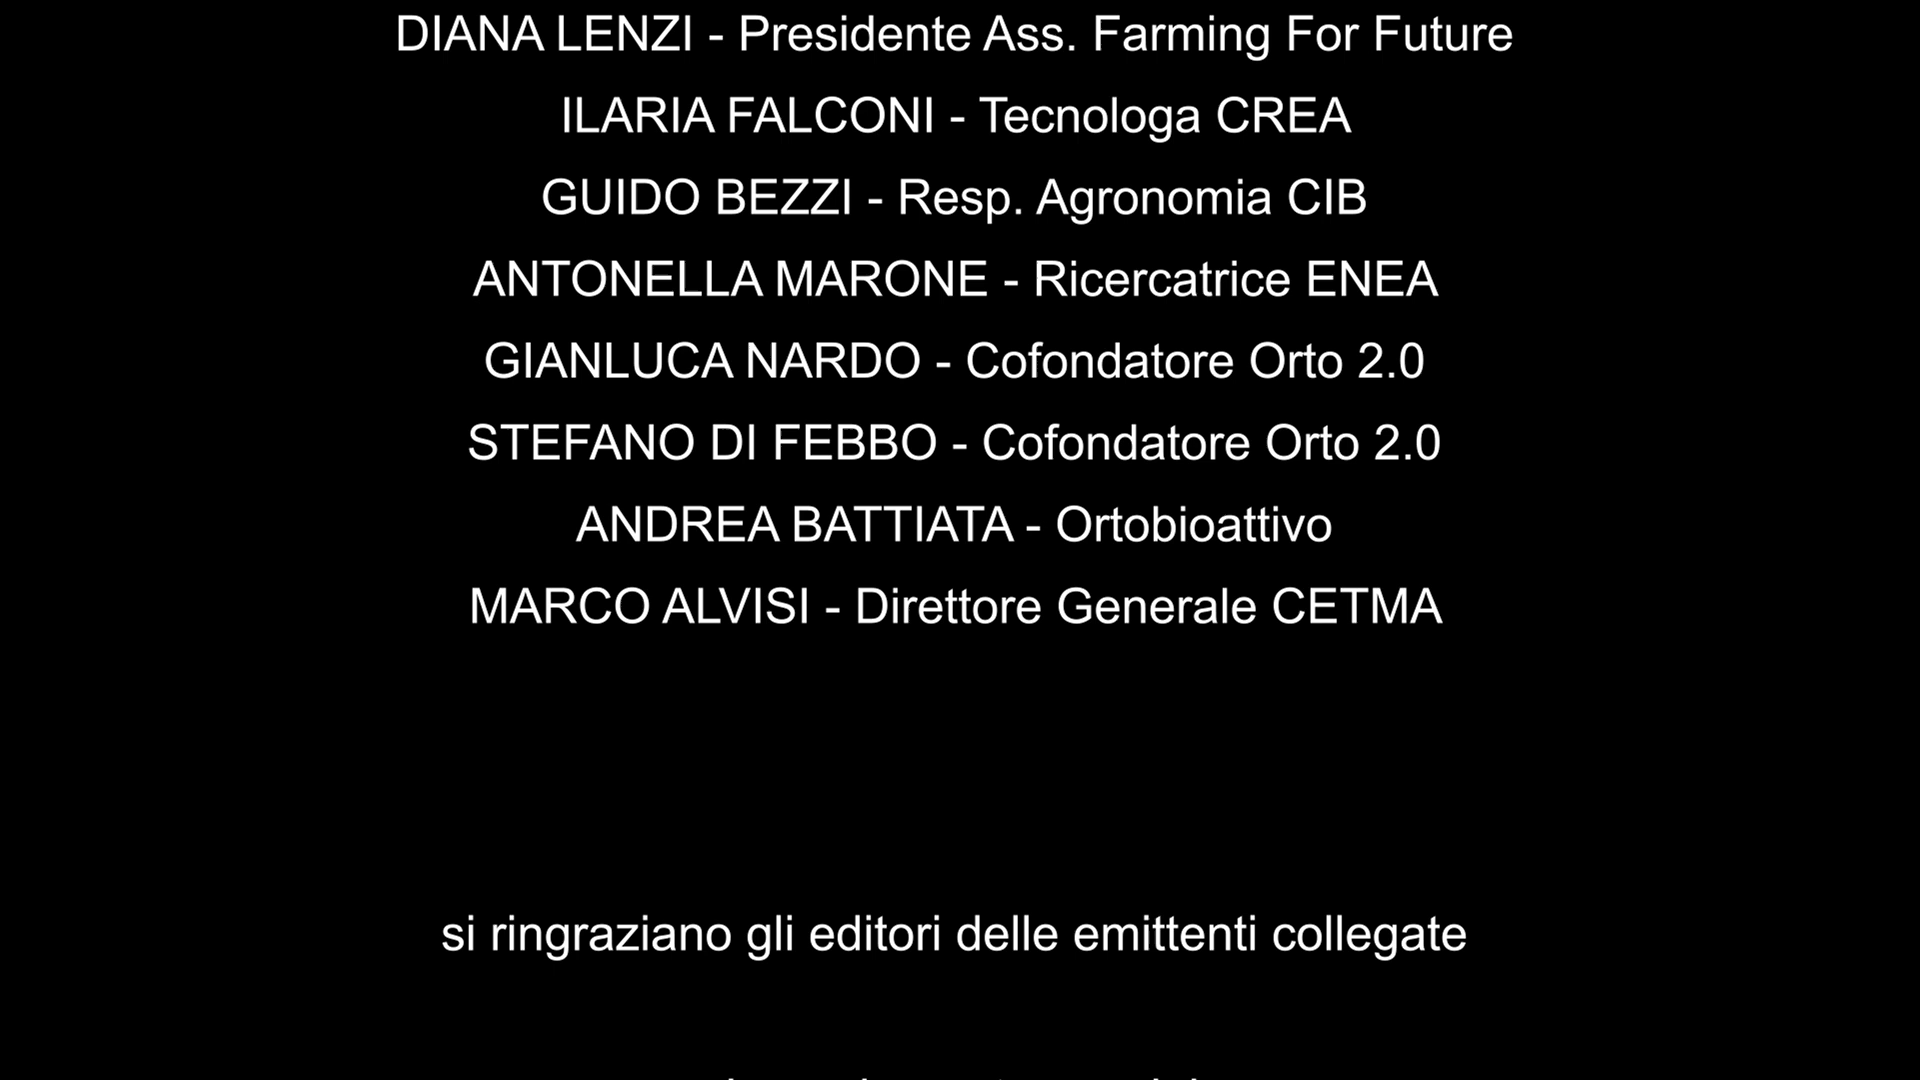 DIANA LENZI - Presidente Ass. Farming For Future
ILARIA FALCONI - Tecnologa CREA
GUIDO BEZZI - Resp. Agronomia CIB
ANTONELLA MARONE - Ricercatrice ENEA
GIANLUCA NARDO - Cofondatore Orto 2.0
STEFANO DI FEBBO - Cofondatore Orto 2.0
ANDREA BATTIATA - Ortobioattivo
MARCO ALVISI - Direttore Generale CETMA
si ringraziano gli editori delle emittenti collegate